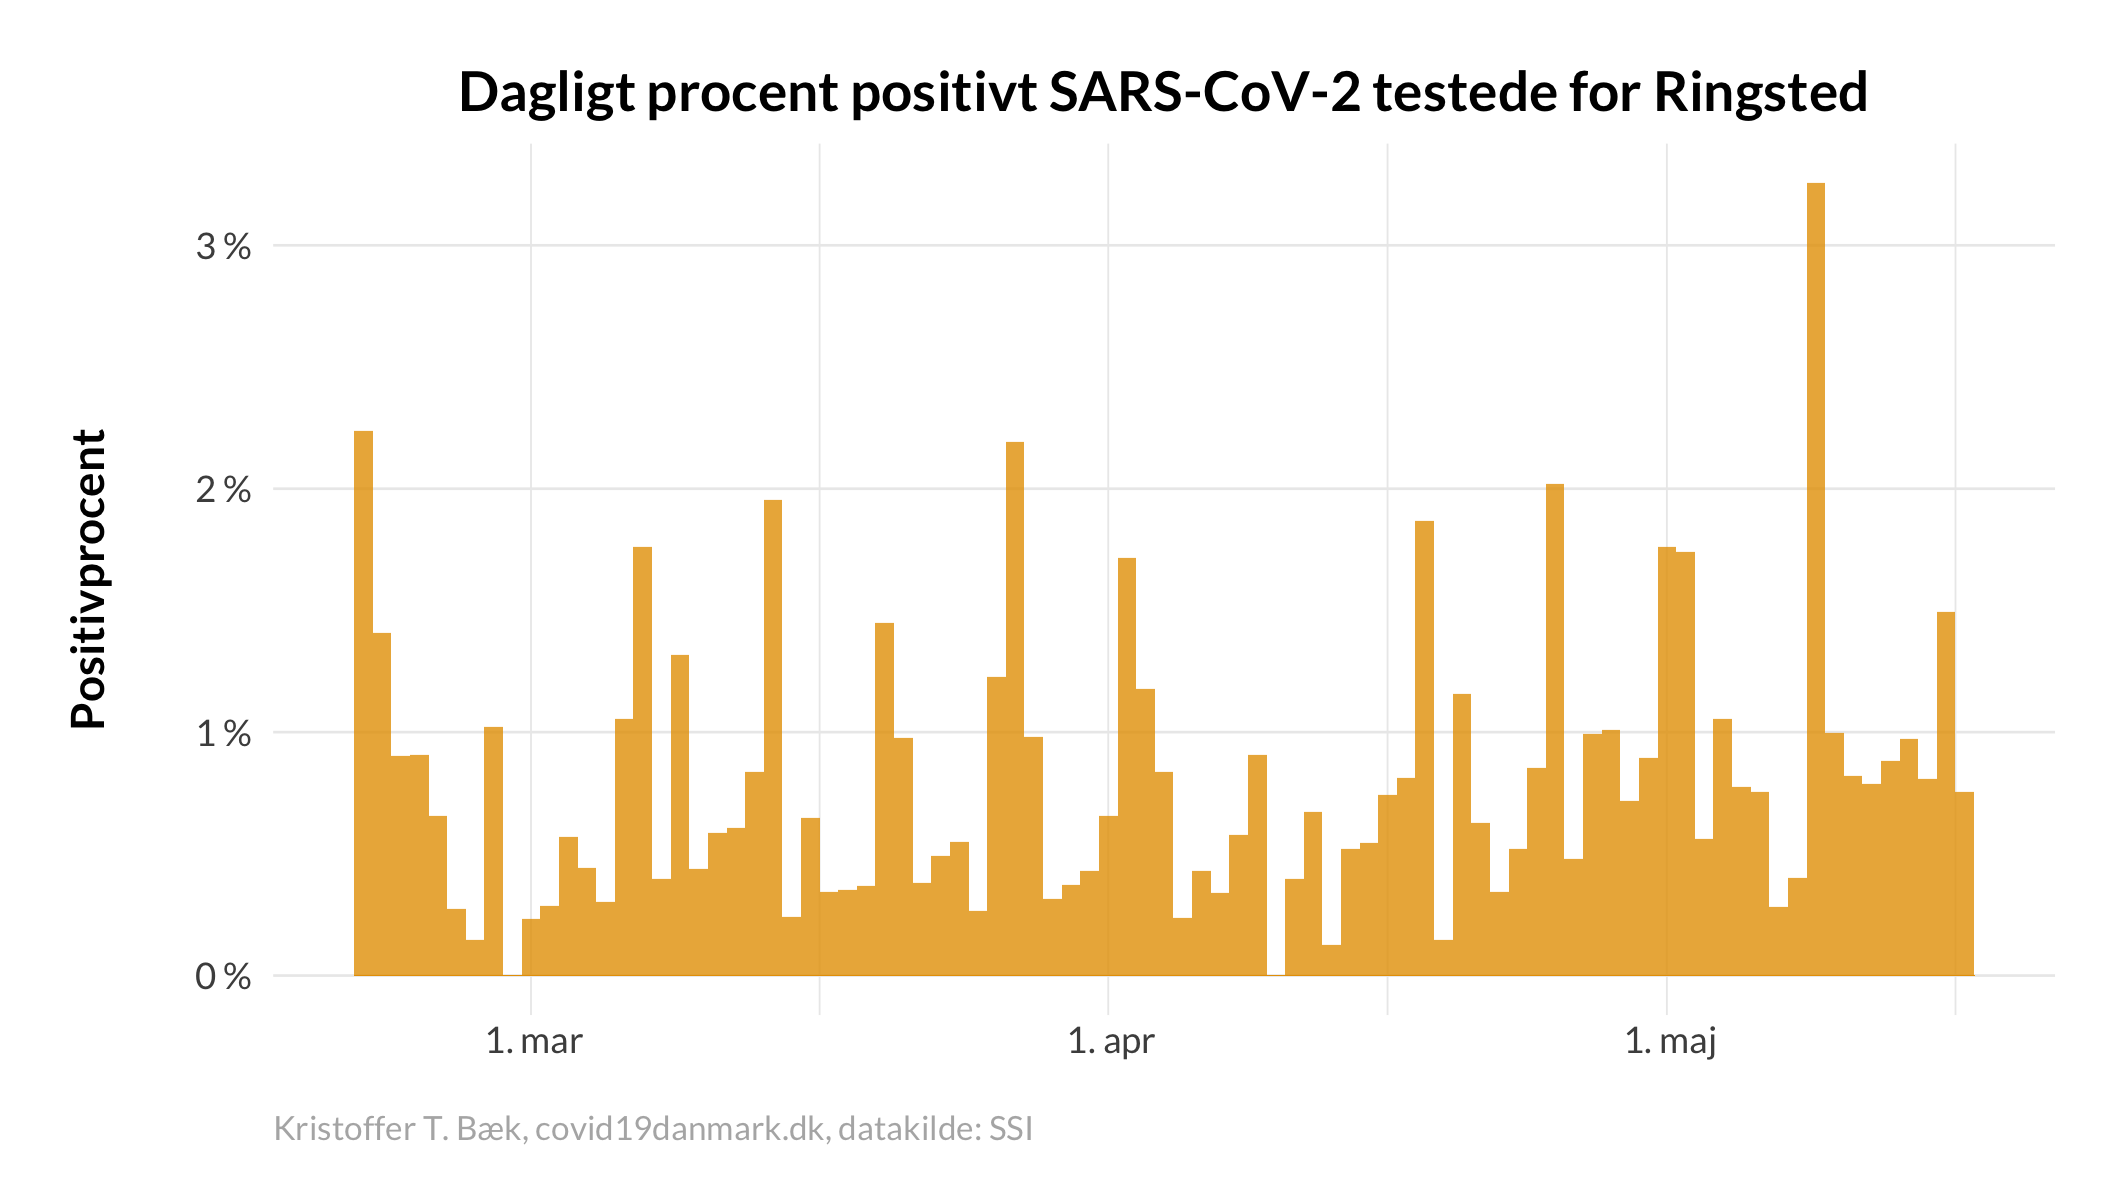 Dagligt procent positivt SARS-CoV-2 testede for Ringsted
Positivprocent
3 %
2 %
1 %
0 %
1. mar
1. apr
1. maj
Kristoffer T. Bæk, covid19danmark.dk, datakilde: SSI